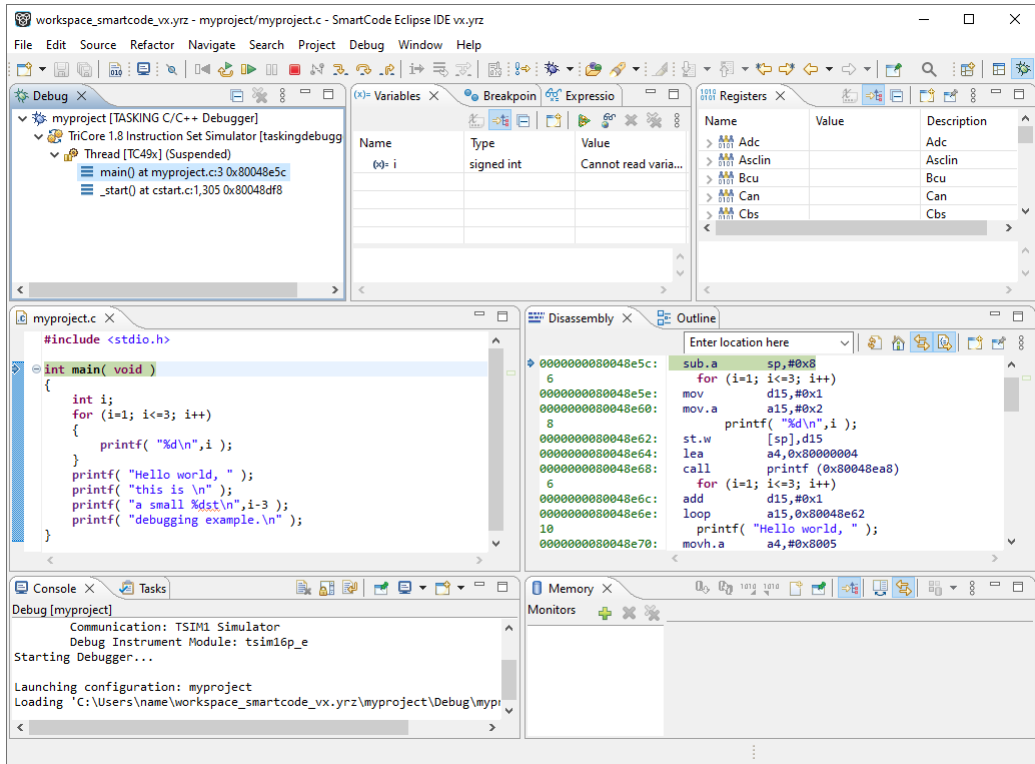 workspace_smartcode_vx.yrz - myproject/myproject.c - SmartCode Eclipse IDE vx.yrz
File Edit Source Refactor Navigate Search Project Debug Window Help
Debug
myproject [TASKING C/C++ Debugger]
TriCore 1.8 Instruction Set Simulator [taskingdebugg
Thread [TC49x] (Suspended)
main() at myproject.c:3 0x80048e5c
_start() at cstart.c:1,305 0x80048df8
(x)= Variables Breakpoin Expressio
Name Type Value
(x)= i signed int Cannot read varia...
Registers
Name Value Description
Adc Adc
Asclin Asclin
Bcu Bcu
Can Can
Cbs Cbs
myproject.c
#include <stdio.h>
int main( void )
{
int i;
for (i=1; i<=3; i++)
{
printf( "%d\n",i );
}
printf( "Hello world, " );
printf( "this is \n" );
printf( "a small %dst\n",i-3 );
printf( "debugging example.\n" );
}
Disassembly Outline
Enter location here
0000000080048e5c: sub.a sp,#0x8
6 for (i=1; i<=3; i++)
0000000080048e5e: mov d15,#0x1
0000000080048e60: mov.a a15,#0x2
8 printf( "%d\n",i );
0000000080048e62: st.w [sp],d15
0000000080048e64: lea a4,0x80000004
0000000080048e68: call printf (0x80048ea8)
6 for (i=1; i<=3; i++)
0000000080048e6c: add d15,#0x1
0000000080048e6e: loop a15,0x80048e62
10 printf( "Hello world, " );
0000000080048e70: movh.a a4,#0x8005
Console Tasks
Debug [myproject]
Communication: TSIM1 Simulator
Debug Instrument Module: tsim16p_e
Starting Debugger...
Launching configuration: myproject
Loading 'C:\Users\name\workspace_smartcode_vx.yrz\myproject\Debug\mypr
Memory
Monitors